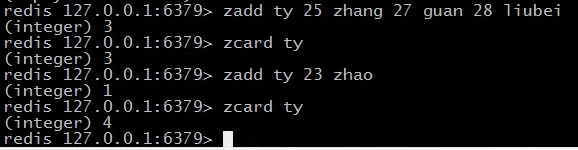 redis 127.0.0.1:6379> zadd ty 25 zhang 27 guan 28 liubei
(integer) 3
redis 127.0.0.1:6379> zcard ty
(integer) 3
redis 127.0.0.1:6379> zadd ty 23 zhao
(integer) 1
redis 127.0.0.1:6379> zcard ty
(integer) 4
redis 127.0.0.1:6379>